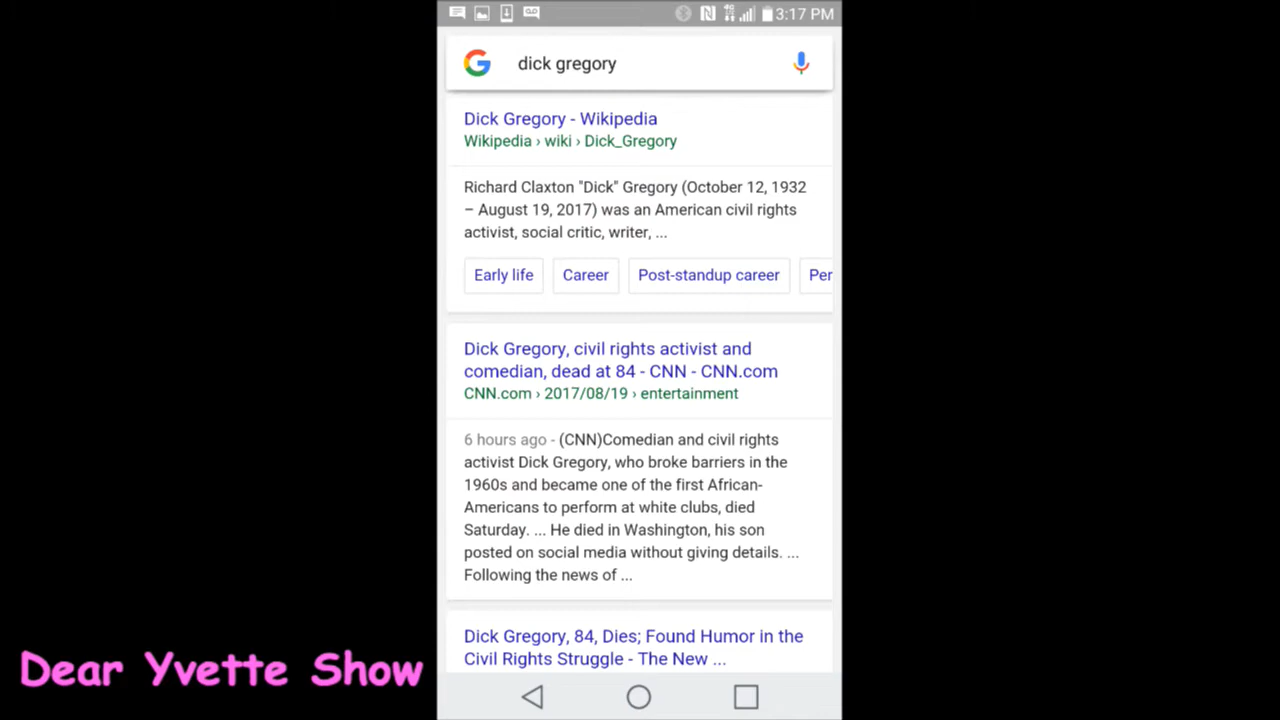 3:17 PM
dick gregory
Dick Gregory - Wikipedia
Wikipedia › wiki › Dick_Gregory
Richard Claxton "Dick" Gregory (October 12, 1932
– August 19, 2017) was an American civil rights
activist, social critic, writer, ...
Early life Career Post-standup career Per
Dick Gregory, civil rights activist and
comedian, dead at 84 - CNN - CNN.com
CNN.com › 2017/08/19 › entertainment
6 hours ago - (CNN)Comedian and civil rights
activist Dick Gregory, who broke barriers in the
1960s and became one of the first African-
Americans to perform at white clubs, died
Saturday. ... He died in Washington, his son
posted on social media without giving details. ...
Following the news of ...
Dick Gregory, 84, Dies; Found Humor in the
Civil Rights Struggle - The New ...
Dear Yvette Show